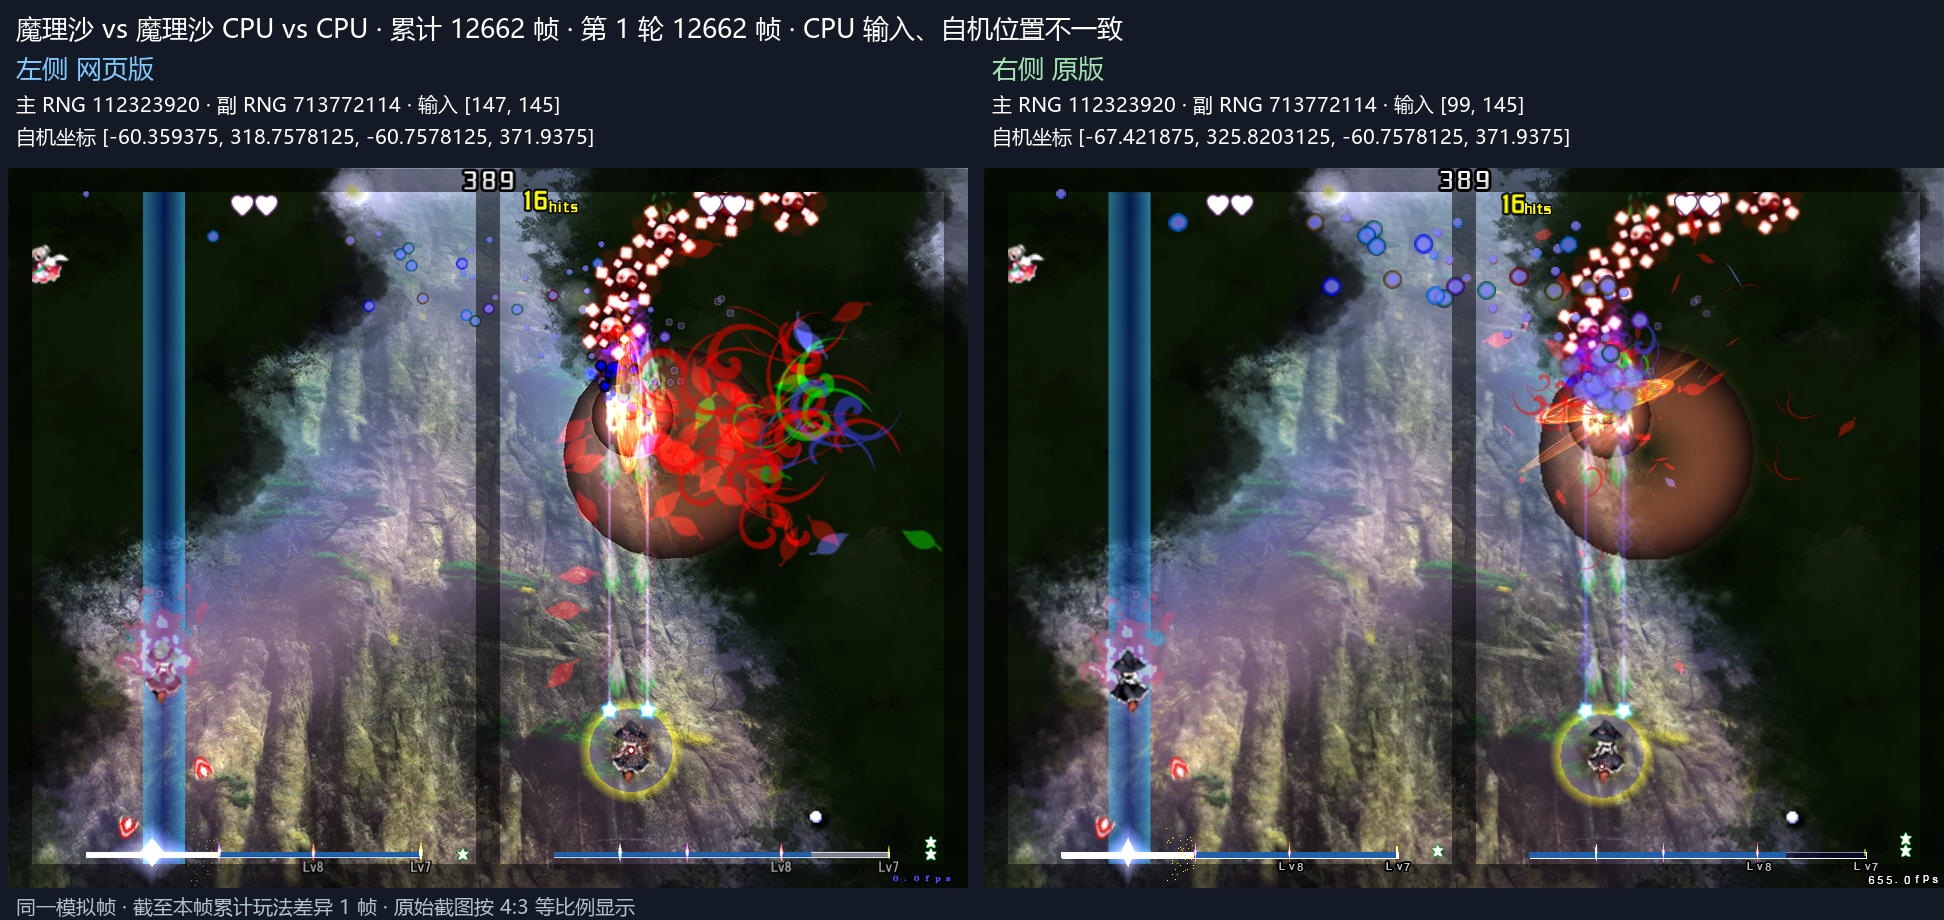 魔理沙 vs 魔理沙 CPU vs CPU · 累计 12662 帧 · 第 1 轮 12662 帧 · CPU 输入、自机位置不一致
左侧 网页版
主 RNG 112323920 · 副 RNG 713772114 · 输入 [147, 145]
自机坐标 [-60.359375, 318.7578125, -60.7578125, 371.9375]
右侧 原版
主 RNG 112323920 · 副 RNG 713772114 · 输入 [99, 145]
自机坐标 [-67.421875, 325.8203125, -60.7578125, 371.9375]
389
16hits
Lv8
Lv7
Lv8
Lv7
0.0fps
389
16hits
Lv8
Lv7
Lv8
Lv7
655.0fps
同一模拟帧 · 截至本帧累计玩法差异 1 帧 · 原始截图按 4:3 等比例显示